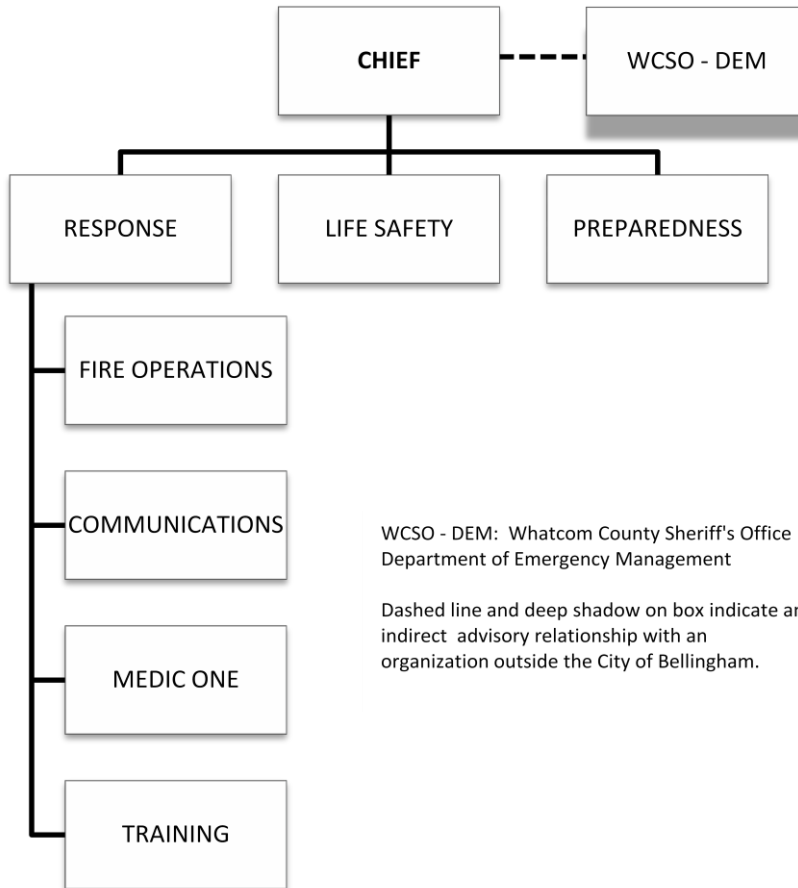 CHIEF
WCSO - DEM
RESPONSE
LIFE SAFETY
PREPAREDNESS
FIRE OPERATIONS
COMMUNICATIONS
MEDIC ONE
TRAINING
WCSO - DEM: Whatcom County Sheriff's Office
Department of Emergency Management
Dashed line and deep shadow on box indicate an
indirect advisory relationship with an
organization outside the City of Bellingham.